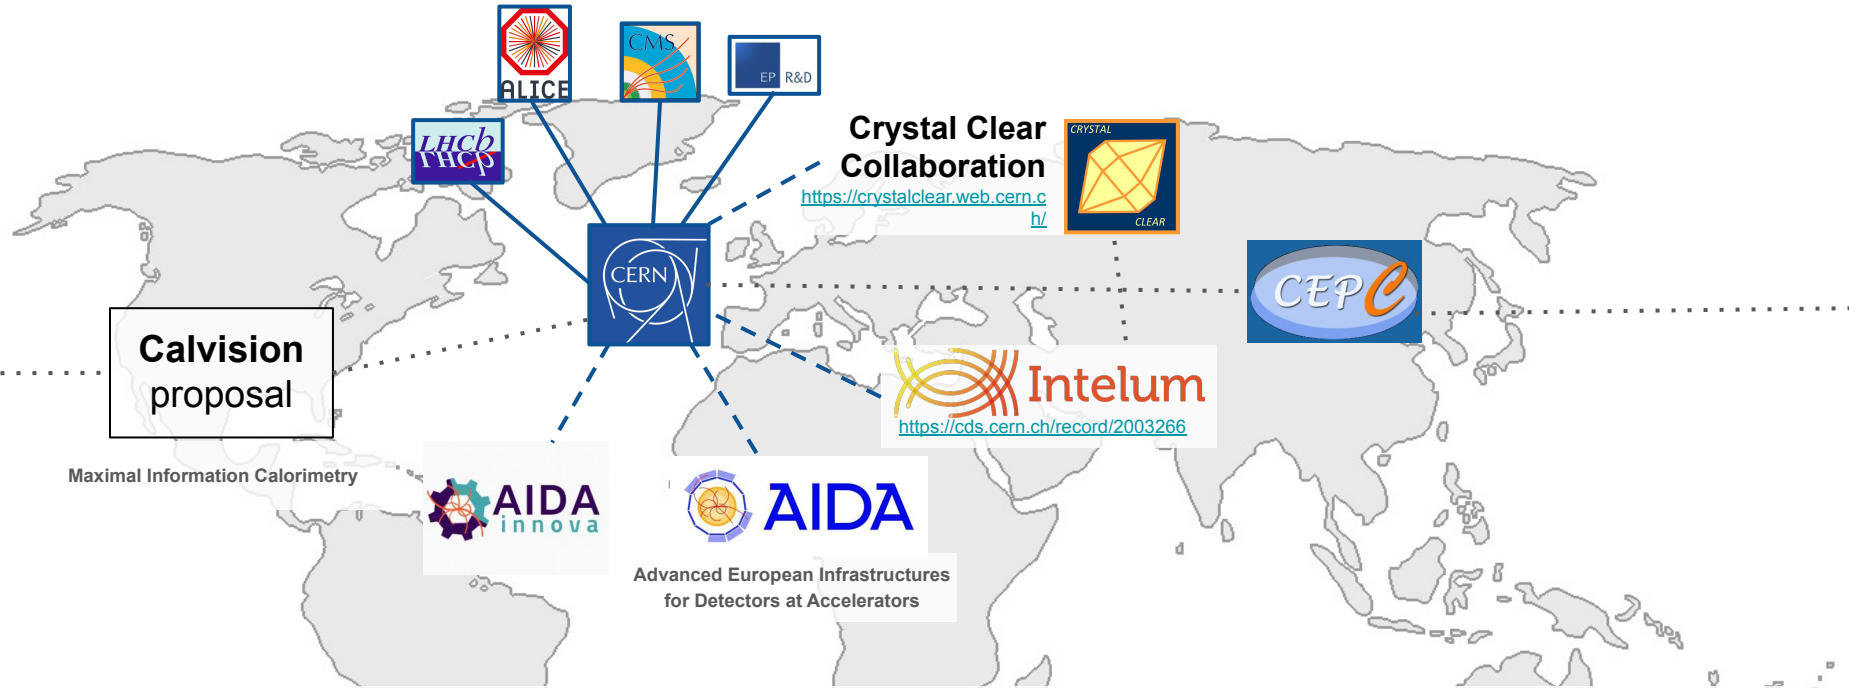 ALICE
CMS
EP R&D
LHCb
LHCb
Crystal Clear
Collaboration
https://crystalclear.web.cern.c
h/
CRYSTAL
CLEAR
CERN
CEPC
Calvision
proposal
Maximal Information Calorimetry
Intelum
https://cds.cern.ch/record/2003266
AIDA
innova
AIDA
Advanced European Infrastructures
for Detectors at Accelerators